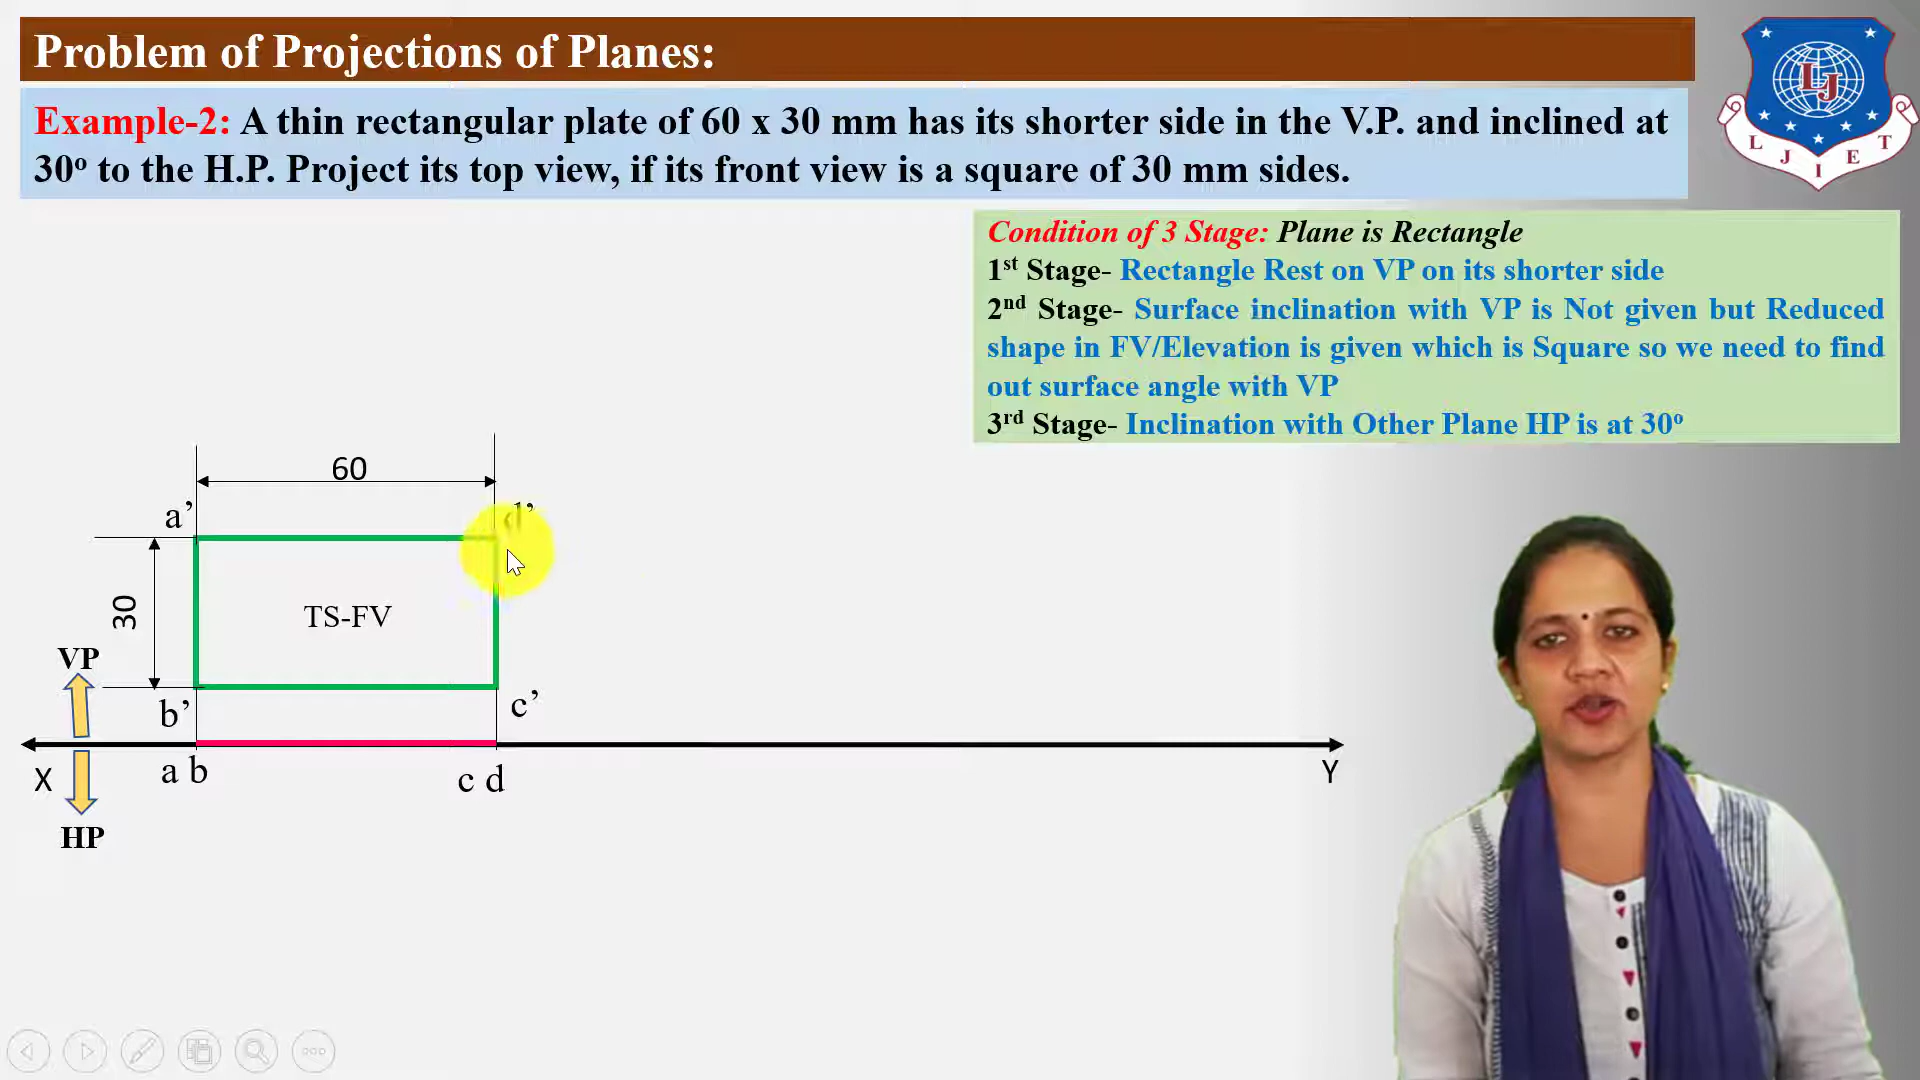 Problem of Projections of Planes:
Example-2: A thin rectangular plate of 60 x 30 mm has its shorter side in the V.P. and inclined at
30º to the H.P. Project its top view, if its front view is a square of 30 mm sides.
LJ
L J I E T
Condition of 3 Stage: Plane is Rectangle
1st Stage- Rectangle Rest on VP on its shorter side
2nd Stage- Surface inclination with VP is Not given but Reduced
shape in FV/Elevation is given which is Square so we need to find
out surface angle with VP
3rd Stage- Inclination with Other Plane HP is at 30º
60
a’ d’
30
TS-FV
VP
b’ c’
X a b c d Y
HP